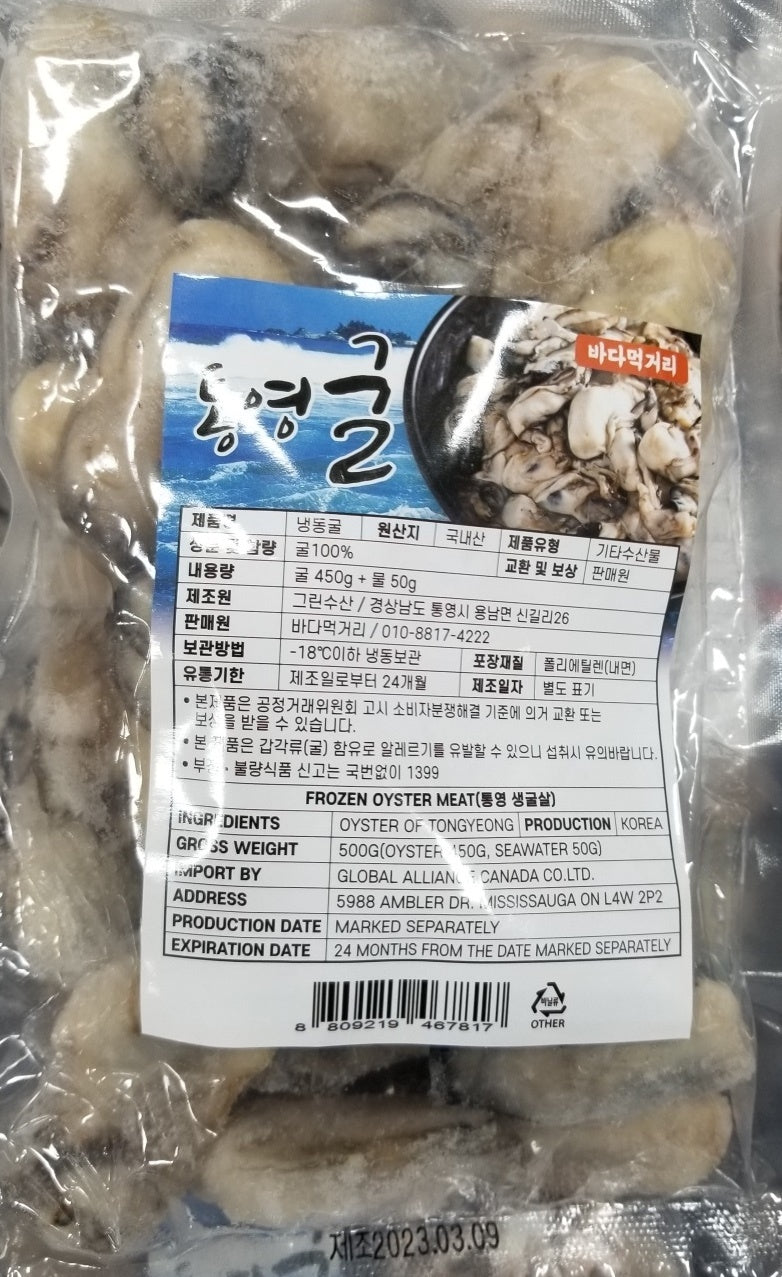 바다먹거리
통영굴
제품명 냉동굴 원산지 국내산 제품유형 기타수산물
함량 굴100% 교환 및 보상 판매원
내용량 굴 450g + 물 50g
제조원 그린수산 / 경상남도 통영시 용남면 신길리26
판매원 바다먹거리 / 010-8817-4222
보관방법 -18℃이하 냉동보관 포장재질 폴리에틸렌(내면)
유통기한 제조일로부터 24개월 제조일자 별도 표기
• 본제품은 공정거래위원회 고시 소비자분쟁해결 기준에 의거 교환 또는
보상을 받을 수 있습니다.
• 본제품은 갑각류(굴) 함유로 알레르기를 유발할 수 있으니 섭취시 유의바랍니다.
• 불량식품 신고는 국번없이 1399
FROZEN OYSTER MEAT(통영 생굴살)
INGREDIENTS OYSTER OF TONGYEONG PRODUCTION KOREA
GROSS WEIGHT 500G(OYSTER 450G, SEAWATER 50G)
IMPORT BY GLOBAL ALLIANCE CANADA CO.LTD.
ADDRESS 5988 AMBLER DR. MISSISSAUGA ON L4W 2P2
PRODUCTION DATE MARKED SEPARATELY
EXPIRATION DATE 24 MONTHS FROM THE DATE MARKED SEPARATELY
8 809219 467817
비닐류
OTHER
제조2023.03.09